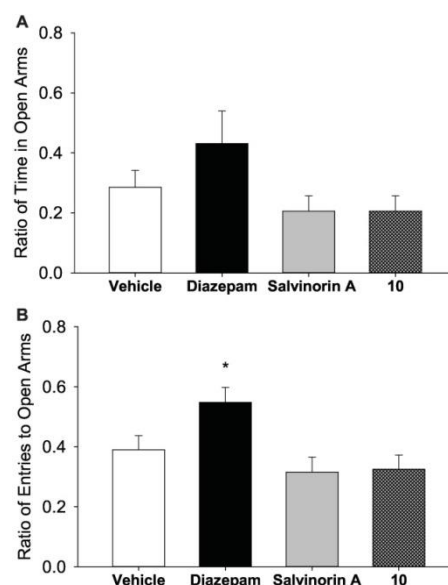 A
Ratio of Time in Open Arms
0.8
0.6
0.4
0.2
0.0
Vehicle Diazepam Salvinorin A 10
B
Ratio of Entries to Open Arms
0.8
0.6
0.4
0.2
0.0
*
Vehicle Diazepam Salvinorin A 10